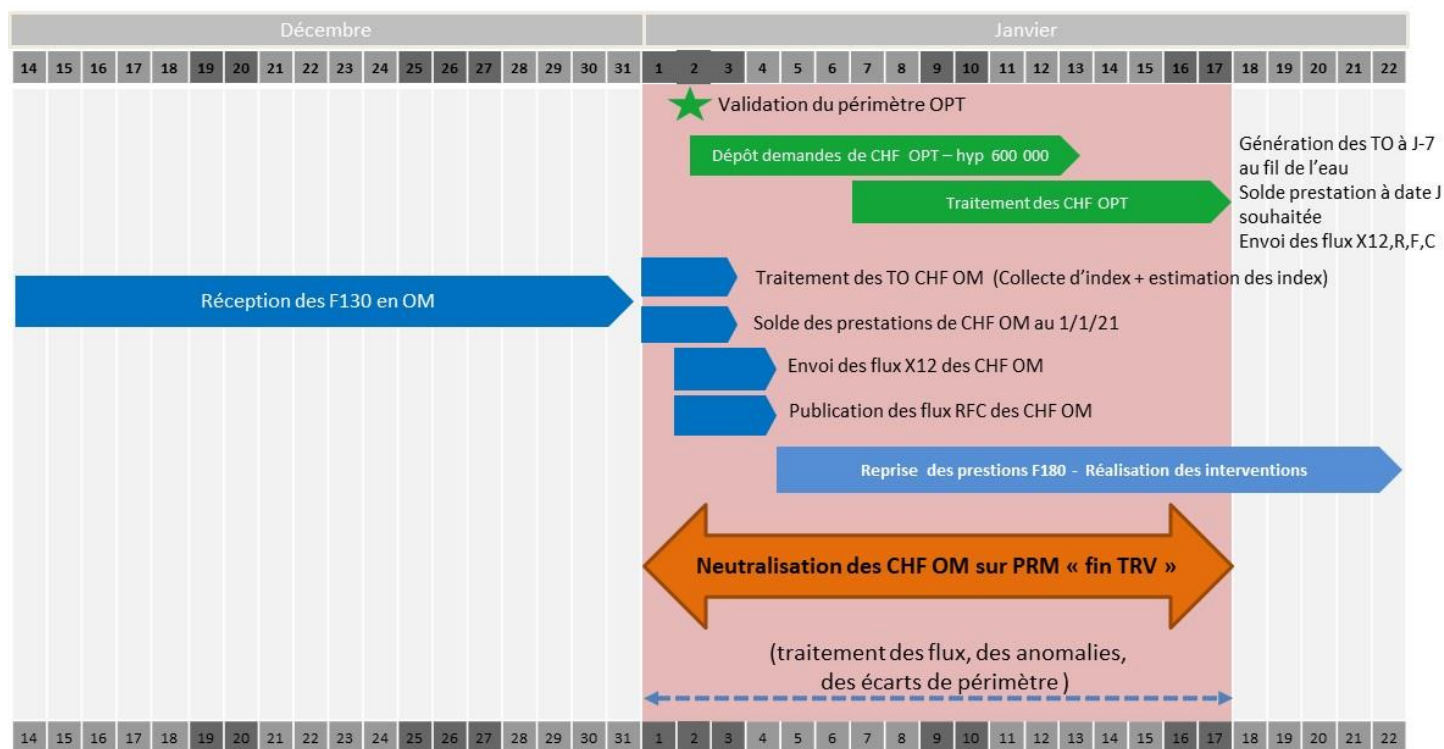 Décembre
Janvier
14 15 16 17 18 19 20 21 22 23 24 25 26 27 28 29 30 31 1 2 3 4 5 6 7 8 9 10 11 12 13 14 15 16 17 18 19 20 21 22
Validation du périmètre OPT
Dépôt demandes de CHF OPT – hyp 600 000
Traitement des CHF OPT
Génération des TO à J-7
au fil de l'eau
Solde prestation à date J
souhaitée
Envoi des flux X12,R,F,C
Réception des F130 en OM
Traitement des TO CHF OM (Collecte d'index + estimation des index)
Solde des prestations de CHF OM au 1/1/21
Envoi des flux X12 des CHF OM
Publication des flux RFC des CHF OM
Reprise des prestions F180 - Réalisation des interventions
Neutralisation des CHF OM sur PRM « fin TRV »
(traitement des flux, des anomalies,
des écarts de périmètre )
14 15 16 17 18 19 20 21 22 23 24 25 26 27 28 29 30 31 1 2 3 4 5 6 7 8 9 10 11 12 13 14 15 16 17 18 19 20 21 22